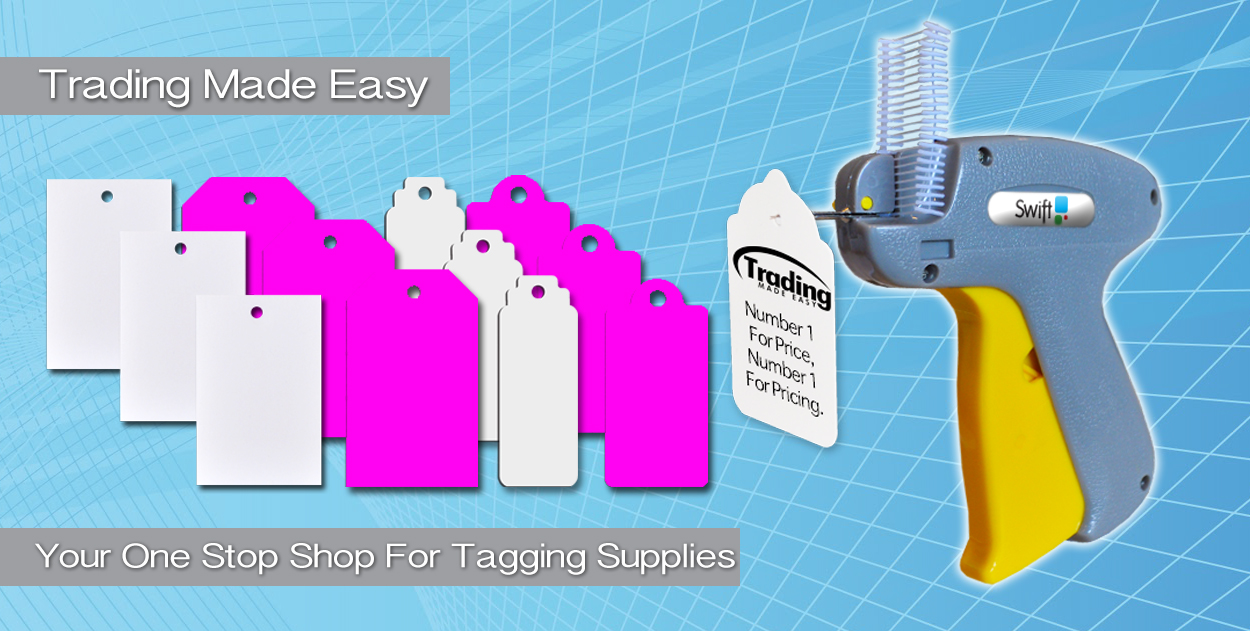 Trading Made Easy
Swift
Trading
MADE EASY
Number 1
For Price,
Number 1
For Pricing.
Your One Stop Shop For Tagging Supplies